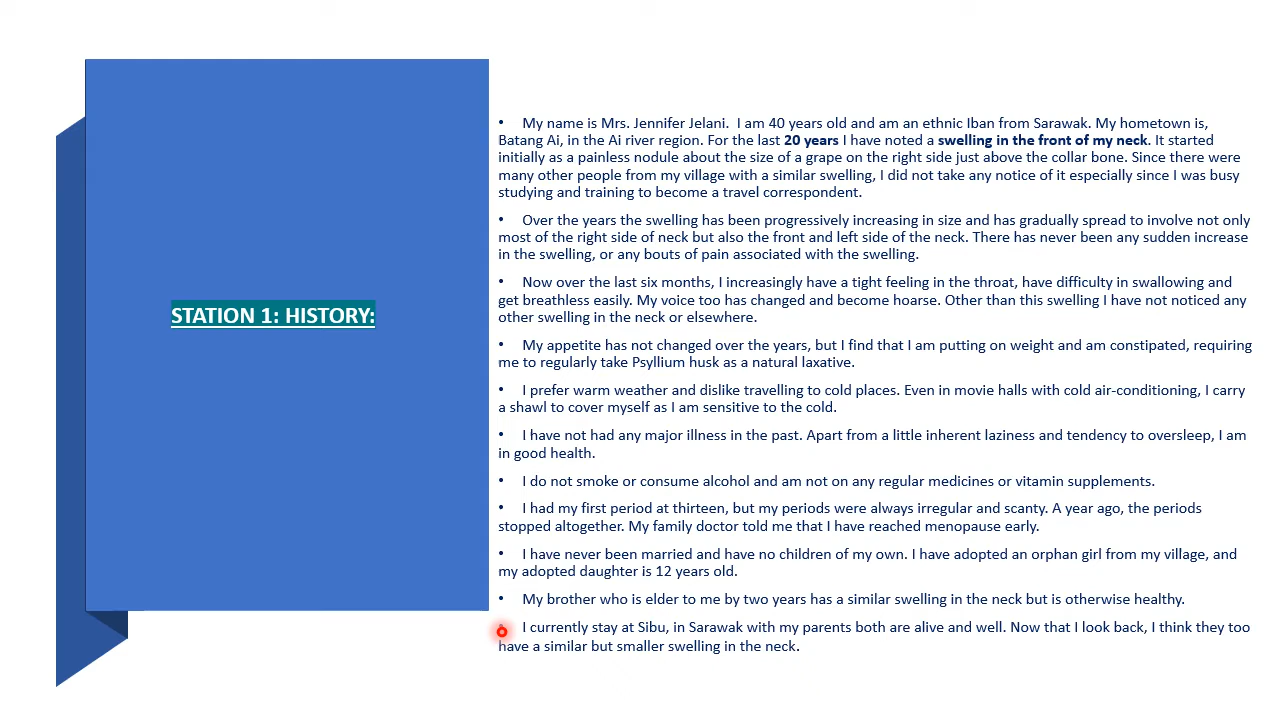 STATION 1: HISTORY:
• My name is Mrs. Jennifer Jelani.  I am 40 years old and am an ethnic Iban from Sarawak. My hometown is,
Batang Ai, in the Ai river region. For the last 20 years I have noted a swelling in the front of my neck. It started
initially as a painless nodule about the size of a grape on the right side just above the collar bone. Since there were
many other people from my village with a similar swelling, I did not take any notice of it especially since I was busy
studying and training to become a travel correspondent.
• Over the years the swelling has been progressively increasing in size and has gradually spread to involve not only
most of the right side of neck but also the front and left side of the neck. There has never been any sudden increase
in the swelling, or any bouts of pain associated with the swelling.
• Now over the last six months, I increasingly have a tight feeling in the throat, have difficulty in swallowing and
get breathless easily. My voice too has changed and become hoarse. Other than this swelling I have not noticed any
other swelling in the neck or elsewhere.
• My appetite has not changed over the years, but I find that I am putting on weight and am constipated, requiring
me to regularly take Psyllium husk as a natural laxative.
• I prefer warm weather and dislike travelling to cold places. Even in movie halls with cold air-conditioning, I carry
a shawl to cover myself as I am sensitive to the cold.
• I have not had any major illness in the past. Apart from a little inherent laziness and tendency to oversleep, I am
in good health.
• I do not smoke or consume alcohol and am not on any regular medicines or vitamin supplements.
• I had my first period at thirteen, but my periods were always irregular and scanty. A year ago, the periods
stopped altogether. My family doctor told me that I have reached menopause early.
• I have never been married and have no children of my own. I have adopted an orphan girl from my village, and
my adopted daughter is 12 years old.
• My brother who is elder to me by two years has a similar swelling in the neck but is otherwise healthy.
• I currently stay at Sibu, in Sarawak with my parents both are alive and well. Now that I look back, I think they too
have a similar but smaller swelling in the neck.